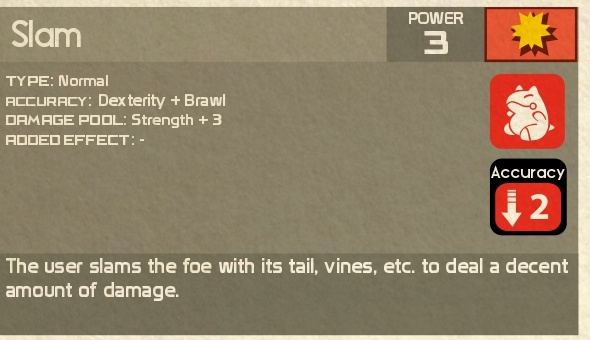 Slam
POWER
3
TYPE: Normal
ACCURACY: Dexterity + Brawl
DAMAGE POOL: Strength + 3
ADDED EFFECT: -
Accuracy
2
The user slams the foe with its tail, vines, etc. to deal a decent
amount of damage.